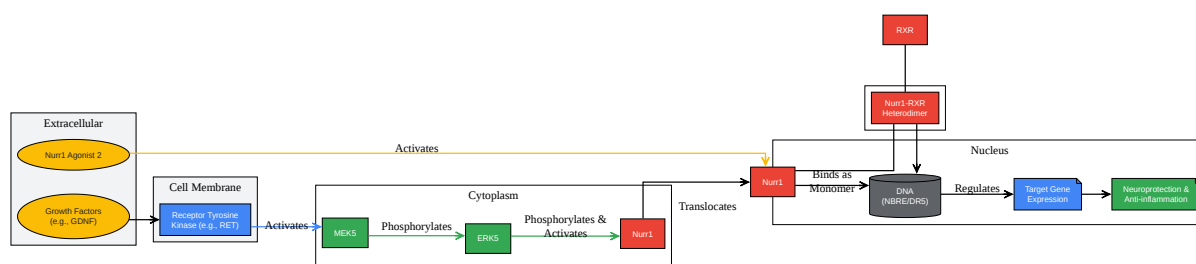 RXR
Nurr1-RXR
Heterodimer
Extracellular
Nurr1 Agonist 2
Activates
Nucleus
Cell Membrane
Growth Factors
(e.g., GDNF)
Receptor Tyrosine
Kinase (e.g., RET)
Activates
Cytoplasm
MEK5
Phosphorylates
ERK5
Phosphorylates &
Activates
Nurr1
Translocates
Nurr1
Binds as
Monomer
DNA
(NBRE/DR5)
Regulates
Target Gene
Expression
Neuroprotection &
Anti-inflammation